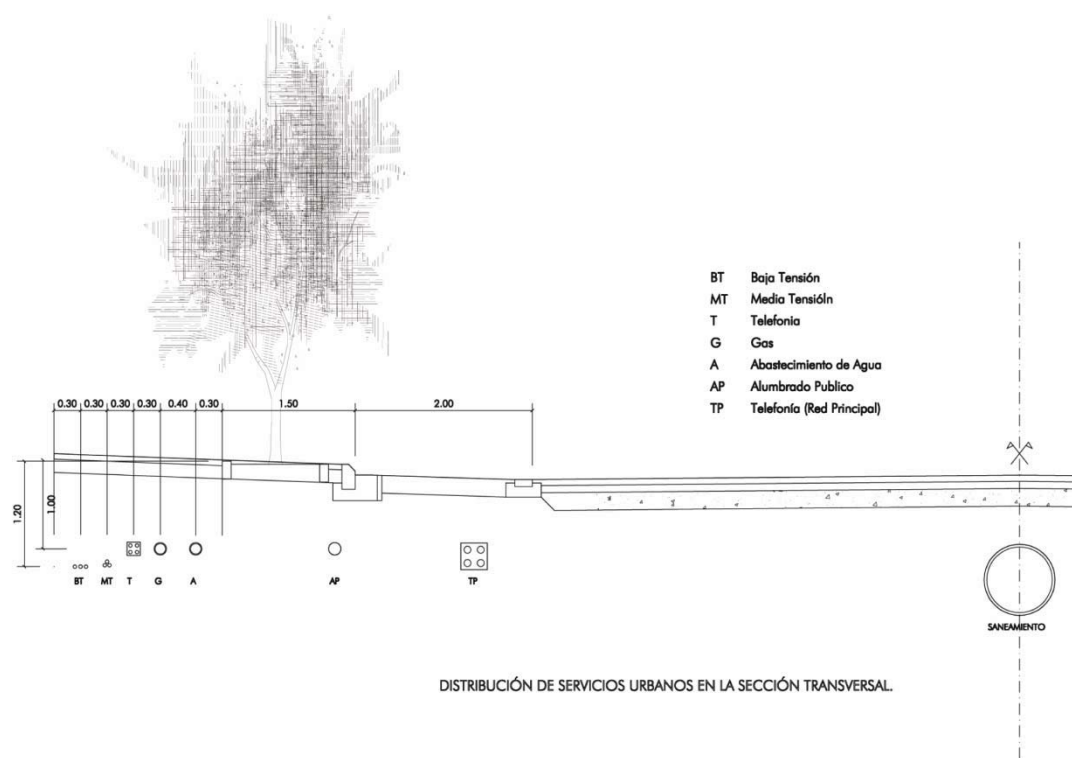 BT Baja Tensión
MT Media Tensióln
T Telefonia
G Gas
A Abastecimiento de Agua
AP Alumbrado Publico
TP Telefonía (Red Principal)
0.30 0.30 0.30 0.30 0.40 0.30 1.50 2.00
1.20
1.00
BT MT T G A AP TP
SANEAMIENTO
DISTRIBUCIÓN DE SERVICIOS URBANOS EN LA SECCIÓN TRANSVERSAL.